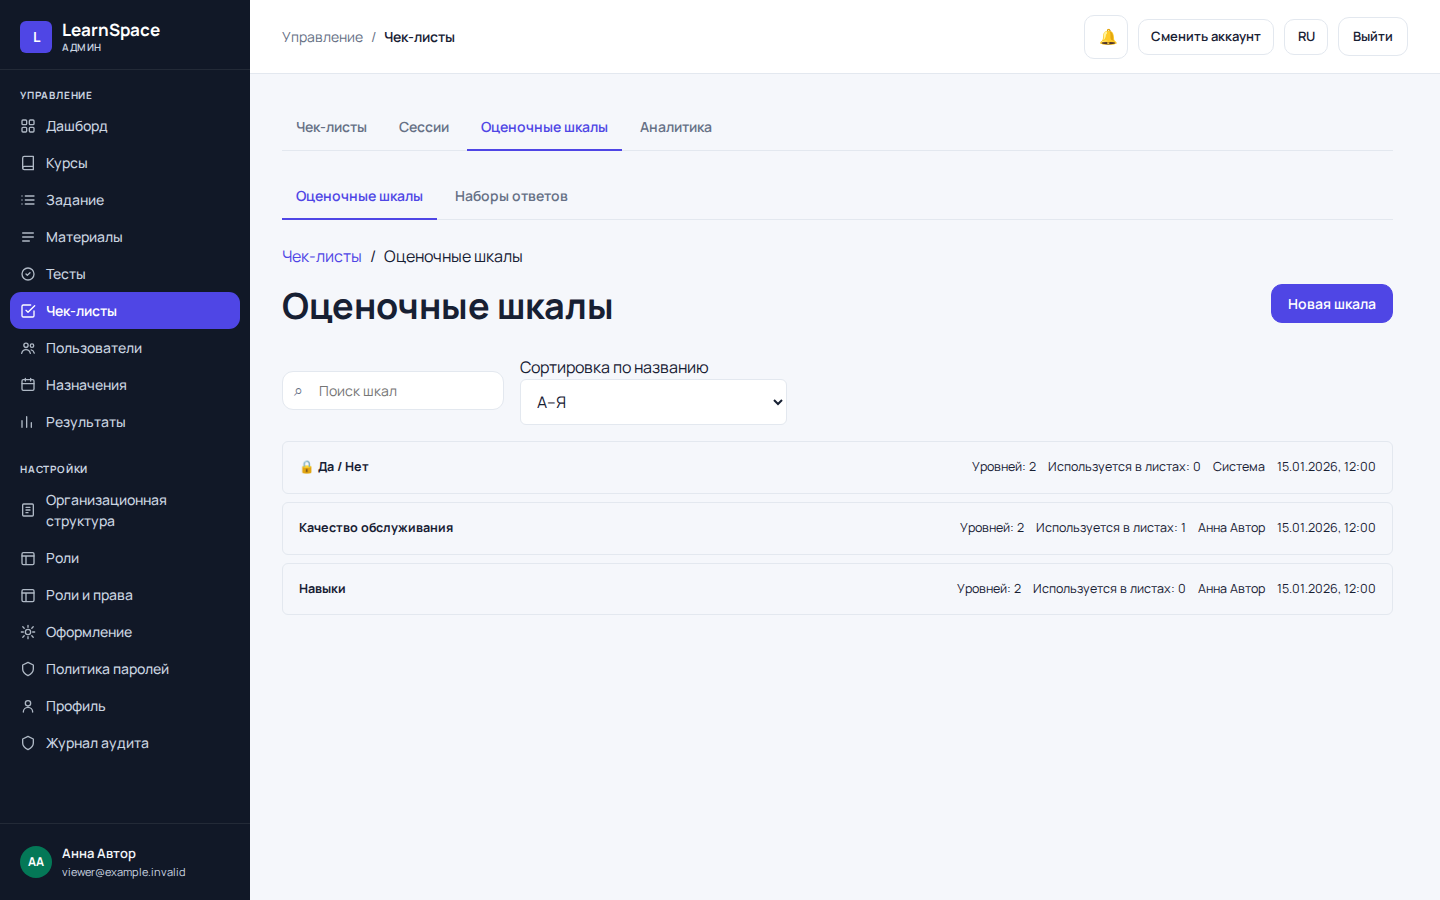 L
LearnSpace
АДМИН
УПРАВЛЕНИЕ
Дашборд
Курсы
Задание
Материалы
Тесты
Чек-листы
Пользователи
Назначения
Результаты
НАСТРОЙКИ
Организационная
структура
Роли
Роли и права
Оформление
Политика паролей
Профиль
Журнал аудита
АА
Анна Автор
viewer@example.invalid
Управление / Чек-листы
Сменить аккаунт
RU
Выйти
Чек-листы Сессии Оценочные шкалы Аналитика
Оценочные шкалы Наборы ответов
Чек-листы / Оценочные шкалы
Оценочные шкалы
Новая шкала
Поиск шкал
Сортировка по названию
А–Я
Да / Нет Уровней: 2 Используется в листах: 0 Система 15.01.2026, 12:00
Качество обслуживания Уровней: 2 Используется в листах: 1 Анна Автор 15.01.2026, 12:00
Навыки Уровней: 2 Используется в листах: 0 Анна Автор 15.01.2026, 12:00